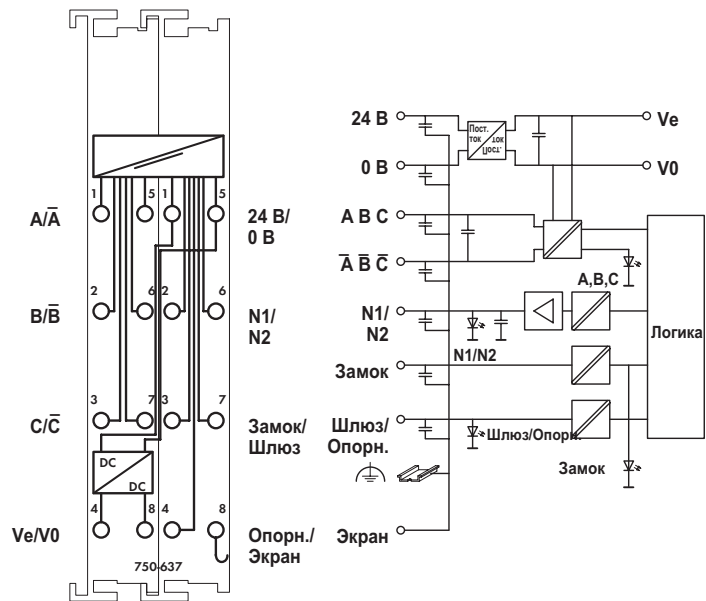 1
5
1
5
A/A̅
24 В/
0 В
2
6
2
6
B/B̅
N1/
N2
3
7
3
7
C/C̅
Замок/
Шлюз
DC
DC
4
8
4
8
Ve/V0
Опорн./
Экран
750-637
24 В
Пост.
ток
Пост.
ток
Ve
0 В
V0
A B C
A̅ B̅ C̅
A,B,C
N1/
N2
N1/N2
Логика
Замок
Шлюз/
Опорн.
Шлюз/Опорн.
Замок
Экран